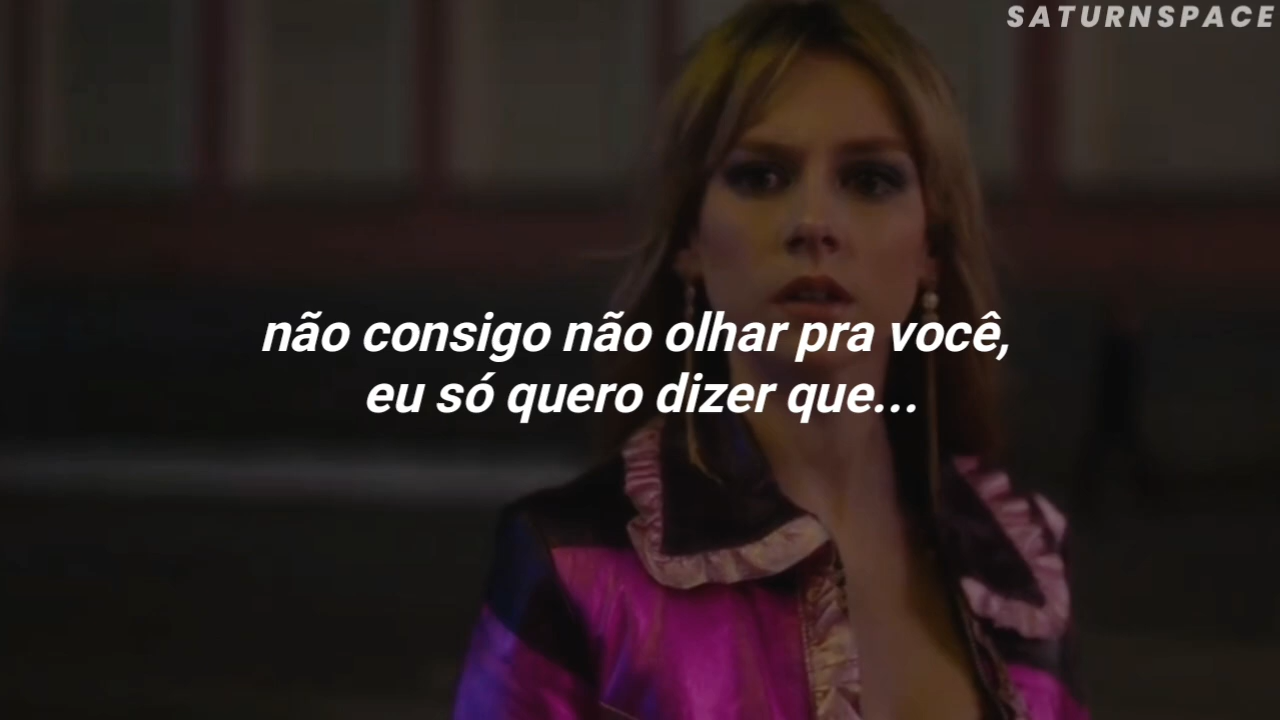 SATURNSPACE
não consigo não olhar pra você,
eu só quero dizer que...